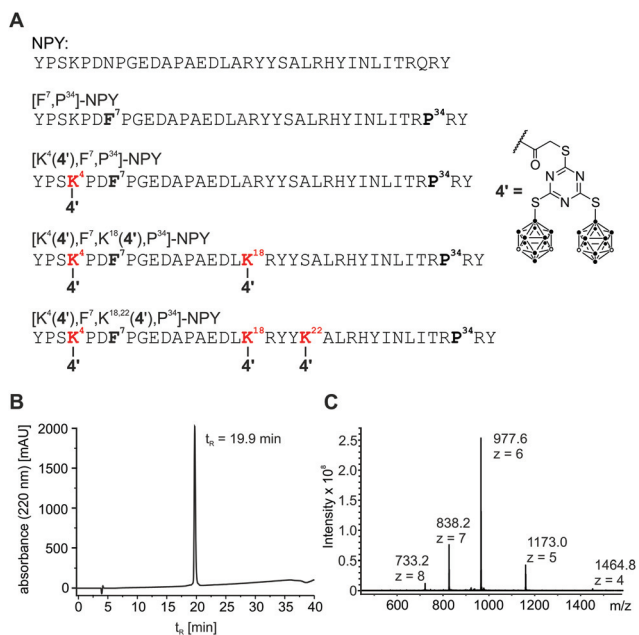 A
NPY:
YPSKPDNPGEDAPAEDLARYYSALRHYINLITRQRY
[F⁷,P³⁴]-NPY
YPSKPDF⁷PGEDAPAEDLARYYSALRHYINLITRP³⁴RY
[K⁴(4'),F⁷,P³⁴]-NPY
YPSK⁴PDF⁷PGEDAPAEDLARYYSALRHYINLITRP³⁴RY
4'
[K⁴(4'),F⁷,K¹⁸(4'),P³⁴]-NPY
YPSK⁴PDF⁷PGEDAPAEDLK¹⁸RYYSALRHYINLITRP³⁴RY
4' 4'
[K⁴(4'),F⁷,K¹⁸,²²(4'),P³⁴]-NPY
YPSK⁴PDF⁷PGEDAPAEDLK¹⁸RYYK²²ALRHYINLITRP³⁴RY
4' 4' 4'
S
O
N N
4' =
S N S
B
absorbance (220 nm) [mAU]
2000
1500
1000
500
0
tR = 19.9 min
0 5 10 15 20 25 30 35 40
tR [min]
C
Intensity x 10⁸
2.5
2.0
1.5
1.0
0.5
0
977.6
z = 6
838.2
z = 7
733.2
z = 8
1173.0
z = 5
1464.8
z = 4
600 800 1000 1200 1400 m/z